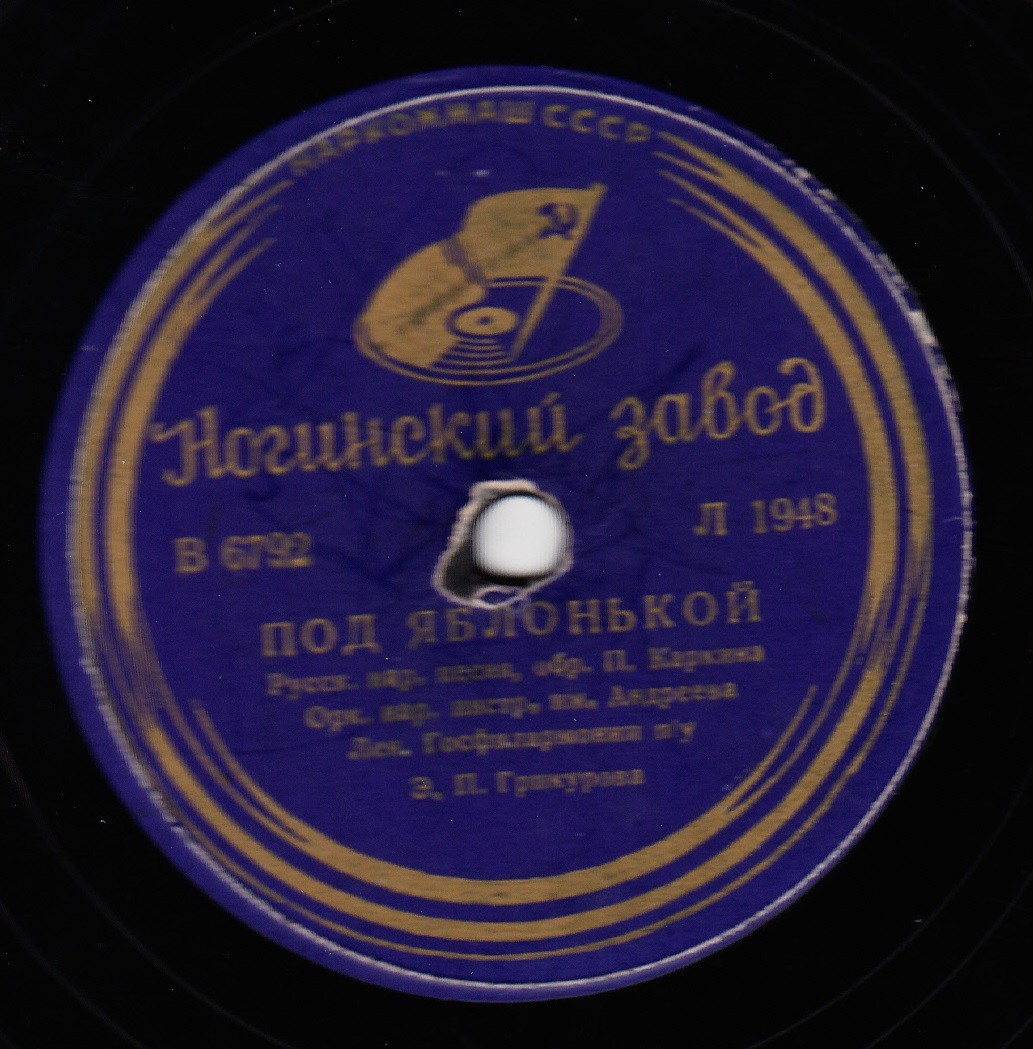 НАРКОММАШ СССР
Ногинский завод
В 6792
Л 1948
ПОД ЯБЛОНЬКОЙ
Русск. нар. песня, обр. П. Каркина
Орк. нар. инстр. им. Андреева
Лен. Госфилармонии п/у
Э. П. Грикурова